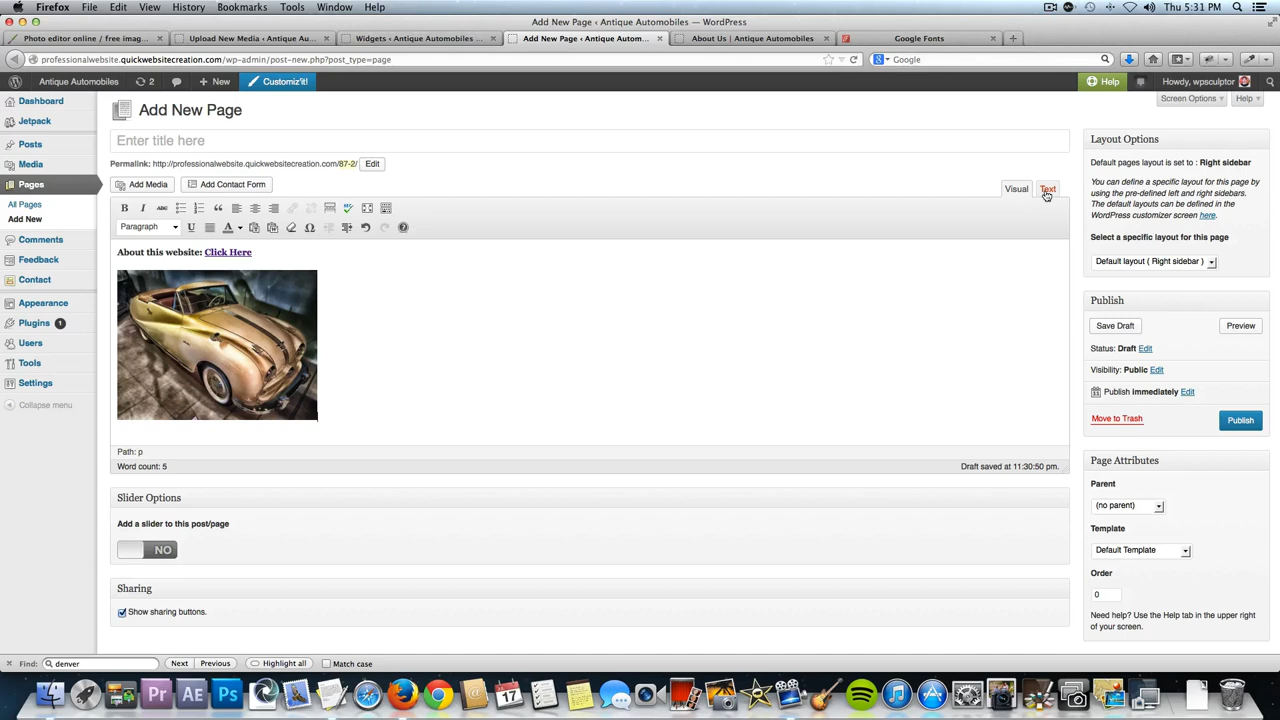 Firefox File Edit View History Bookmarks Tools Window Help Thu 5:31 PM
Add New Page ‹ Antique Automobiles — WordPress
Photo editor online / free imag... Upload New Media ‹ Antique Au... Widgets ‹ Antique Automobiles ... Add New Page ‹ Antique Autom... About Us | Antique Automobiles Google Fonts
professionalwebsite.quickwebsitecreation.com/wp-admin/post-new.php?post_type=page Google
Antique Automobiles 2 + New Customiz'it! Help Howdy, wpsculptor
Screen Options Help
Dashboard
Jetpack
Posts
Media
Pages
All Pages
Add New
Comments
Feedback
Contact
Appearance
Plugins 1
Users
Tools
Settings
Collapse menu
Add New Page
Enter title here
Permalink: http://professionalwebsite.quickwebsitecreation.com/87-2/ Edit
Add Media Add Contact Form Visual Text
B I ABC
Paragraph U A
About this website: Click Here
Path: p
Word count: 5 Draft saved at 11:30:50 pm.
Slider Options
Add a slider to this post/page
NO
Sharing
Show sharing buttons.
Layout Options
Default pages layout is set to : Right sidebar
You can define a specific layout for this page by
using the pre-defined left and right sidebars.
The default layouts can be defined in the
WordPress customizer screen here.
Select a specific layout for this page
Default layout ( Right sidebar )
Publish
Save Draft Preview
Status: Draft Edit
Visibility: Public Edit
Publish immediately Edit
Move to Trash Publish
Page Attributes
Parent
(no parent)
Template
Default Template
Order
0
Need help? Use the Help tab in the upper right
of your screen.
Find: denver Next Previous Highlight all Match case
Pr Ae Ps 17